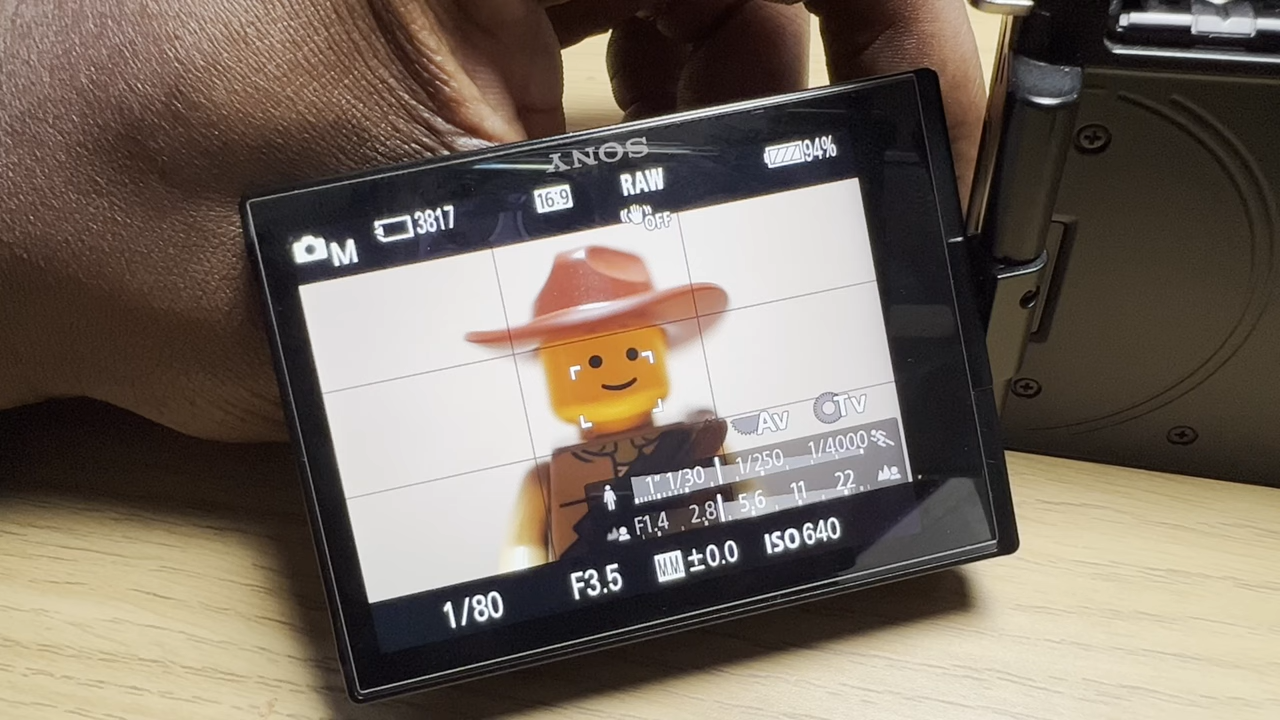 SONY
M 3817 16:9 RAW 94%
OFF
Av Tv
1" 1/30 1/250 1/4000
F1.4 2.8 5.6 11 22
1/80 F3.5 MM ±0.0 ISO 640